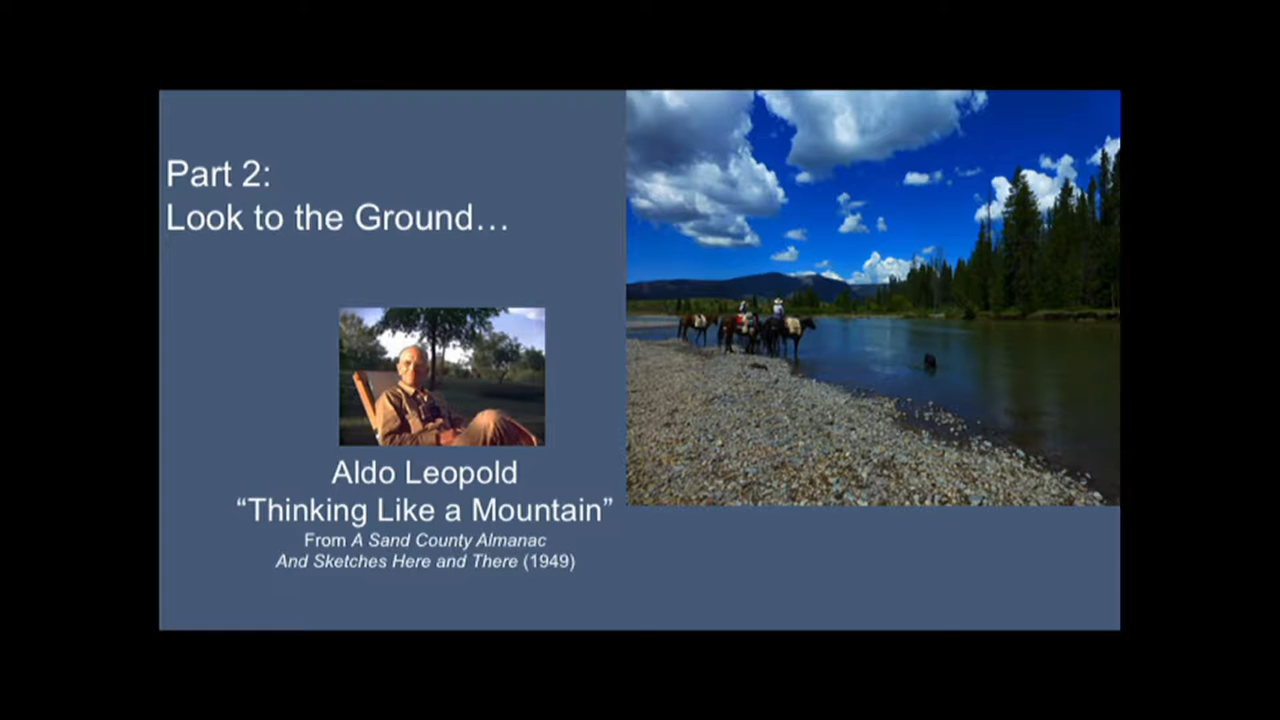 Part 2:
Look to the Ground…
Aldo Leopold
“Thinking Like a Mountain”
From A Sand County Almanac
And Sketches Here and There (1949)